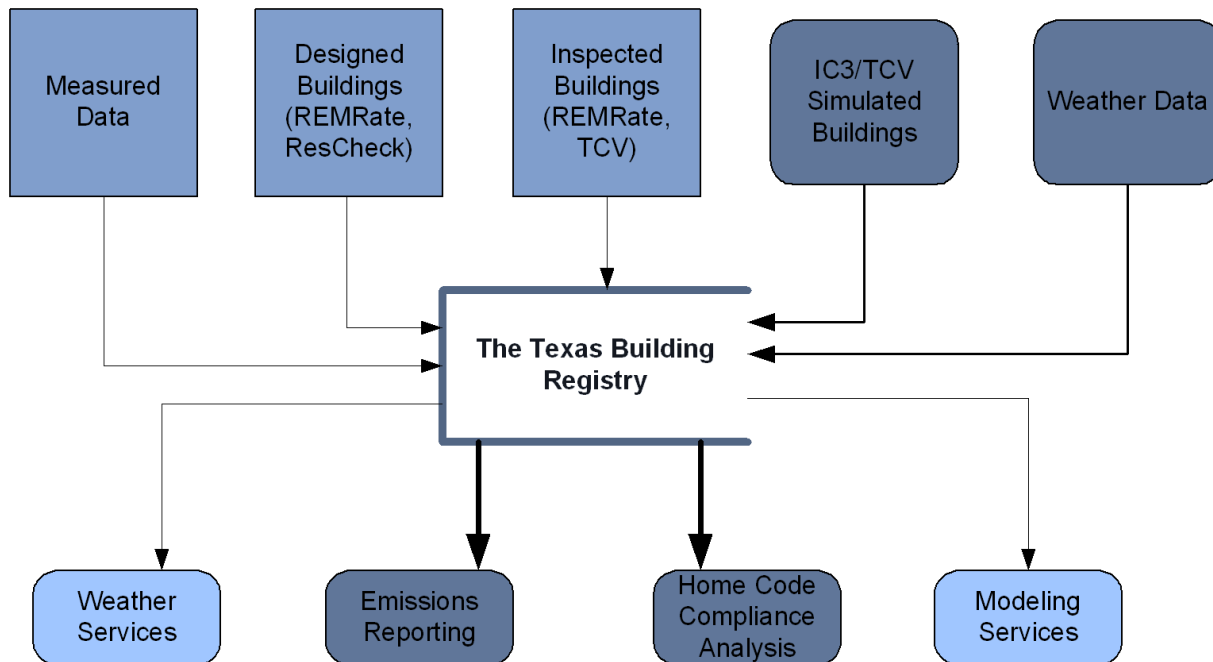 Measured
Data
Designed
Buildings
(REMRate,
ResCheck)
Inspected
Buildings
(REMRate,
TCV)
IC3/TCV
Simulated
Buildings
Weather Data
The Texas Building
Registry
Weather
Services
Emissions
Reporting
Home Code
Compliance
Analysis
Modeling
Services